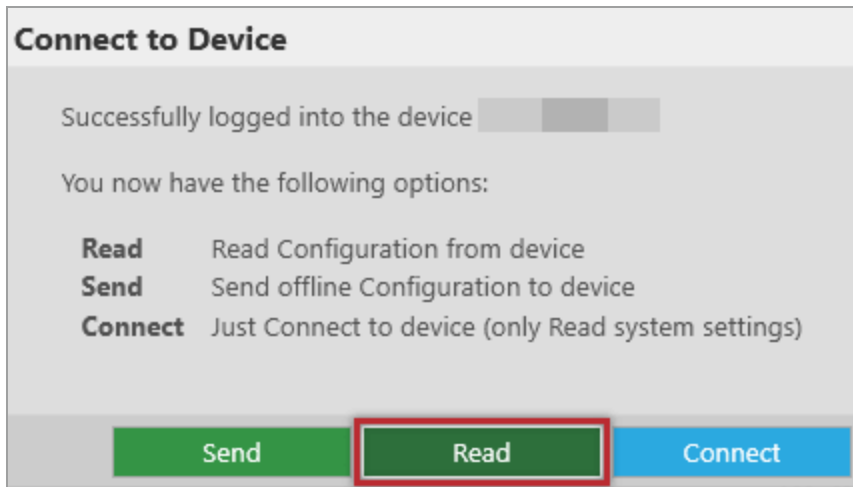 Connect to Device
Successfully logged into the device
You now have the following options:
Read Read Configuration from device
Send Send offline Configuration to device
Connect Just Connect to device (only Read system settings)
Send Read Connect